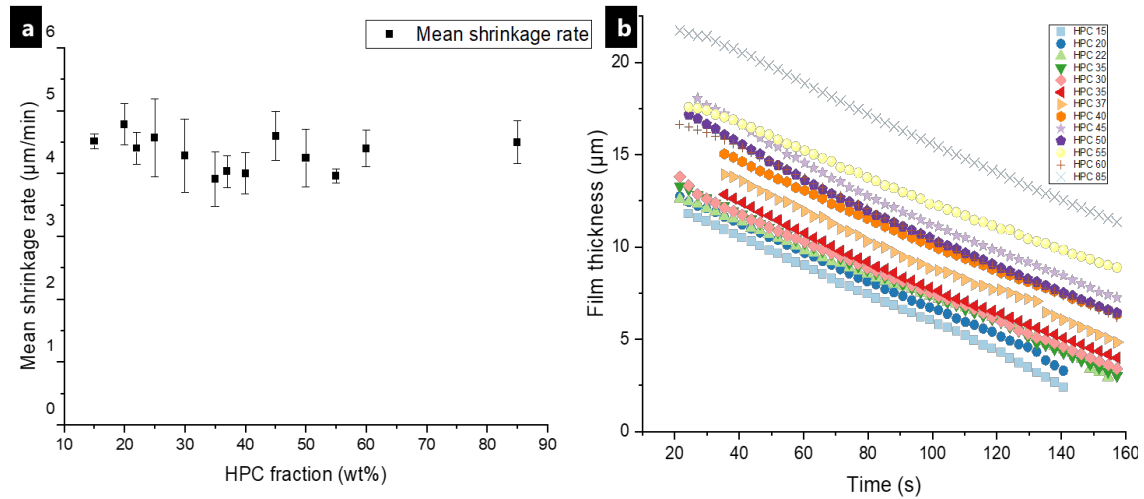 a
Mean shrinkage rate
6
5
4
4
3
2
2
1
0
10
20
30
40
50
60
70
80
90
Mean shrinkage rate (µm/min)
HPC fraction (wt%)
b
HPC 15
HPC 20
HPC 22
HPC 35
HPC 30
HPC 35
HPC 37
HPC 40
HPC 45
HPC 50
HPC 55
HPC 60
HPC 85
20
15
10
5
0
0
20
40
60
80
100
120
140
160
Film thickness (µm)
Time (s)